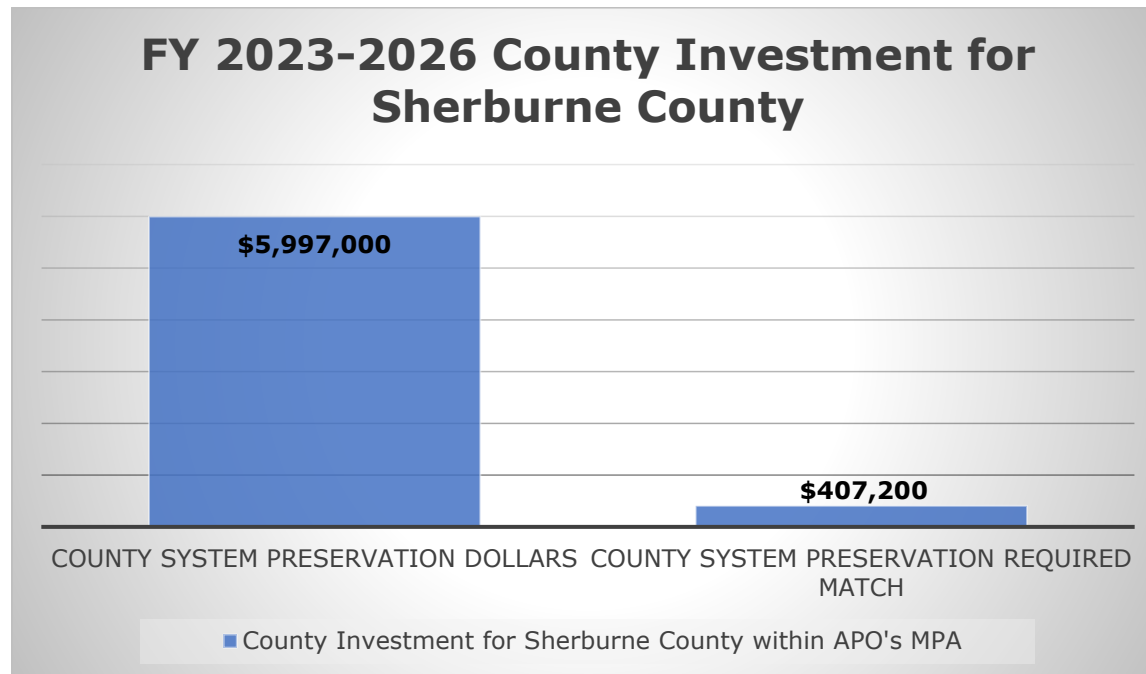 FY 2023-2026 County Investment for
Sherburne County
$5,997,000
$407,200
COUNTY SYSTEM PRESERVATION DOLLARS
COUNTY SYSTEM PRESERVATION REQUIRED
MATCH
County Investment for Sherburne County within APO's MPA